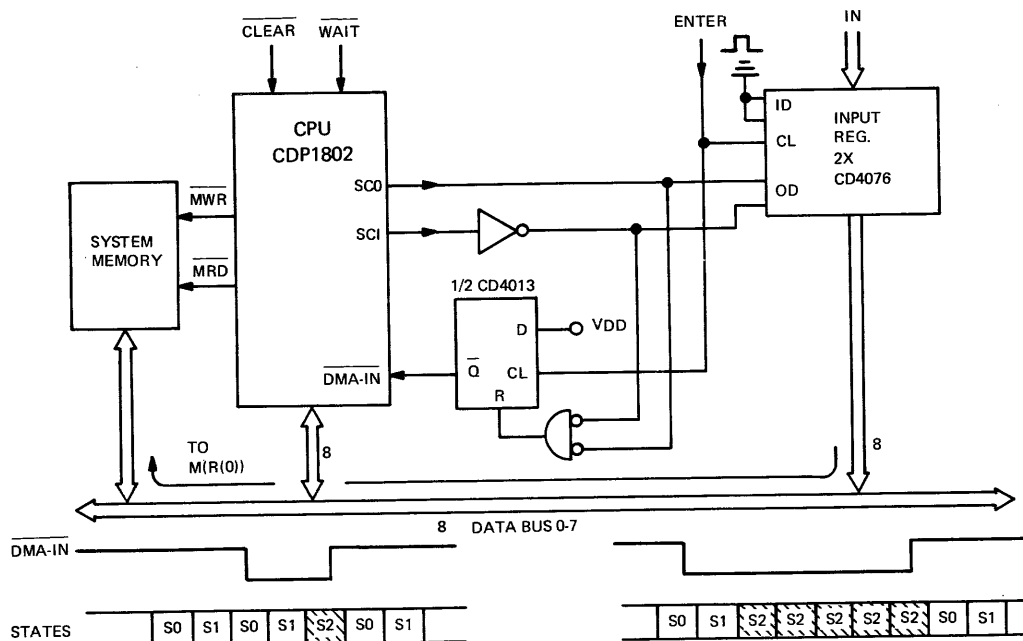 CLEAR WAIT ENTER IN
CPU
CDP1802
ID
CL
OD
INPUT
REG.
2X
CD4076
SC0
SCI
MWR
MRD
SYSTEM
MEMORY
1/2 CD4013
D VDD
Q CL
R
DMA-IN
TO
M(R(0))
8
8
8 DATA BUS 0-7
DMA-IN
STATES S0 S1 S0 S1 S2 S0 S1 S0 S1 S2 S2 S2 S2 S2 S0 S1